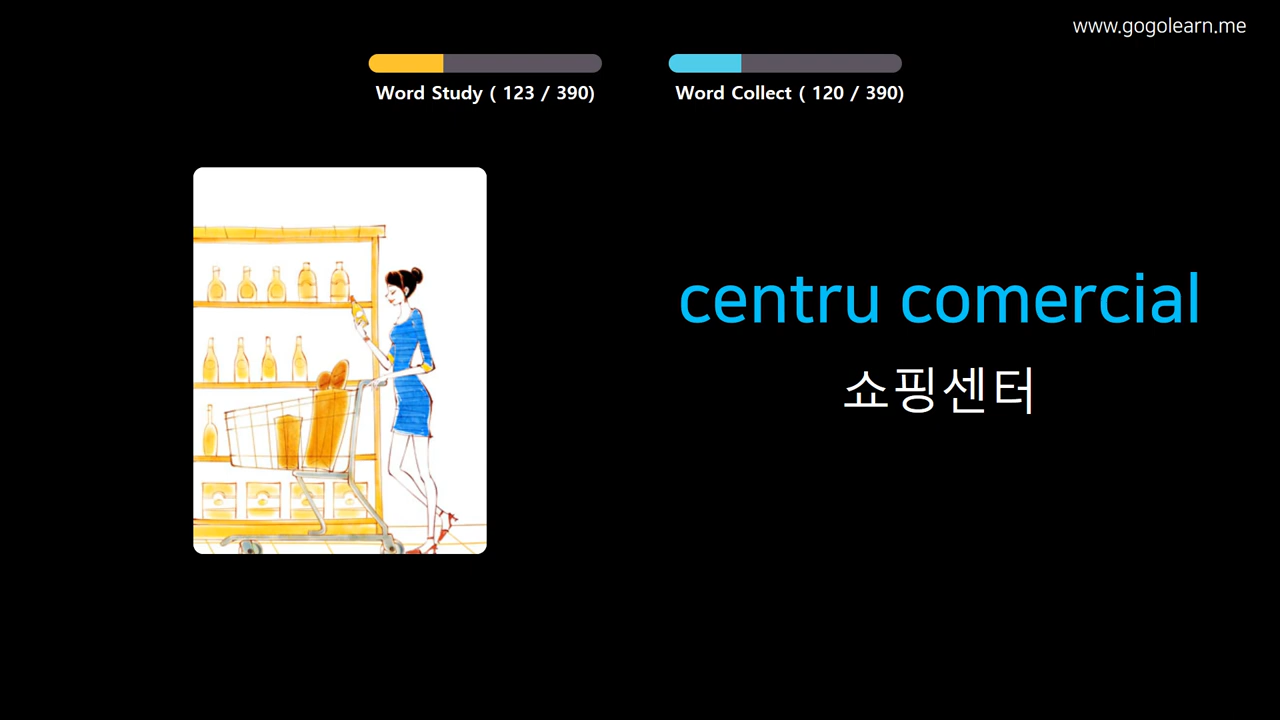 www.gogolearn.me
Word Study ( 123 / 390)
Word Collect ( 120 / 390)
centru comercial
쇼핑센터